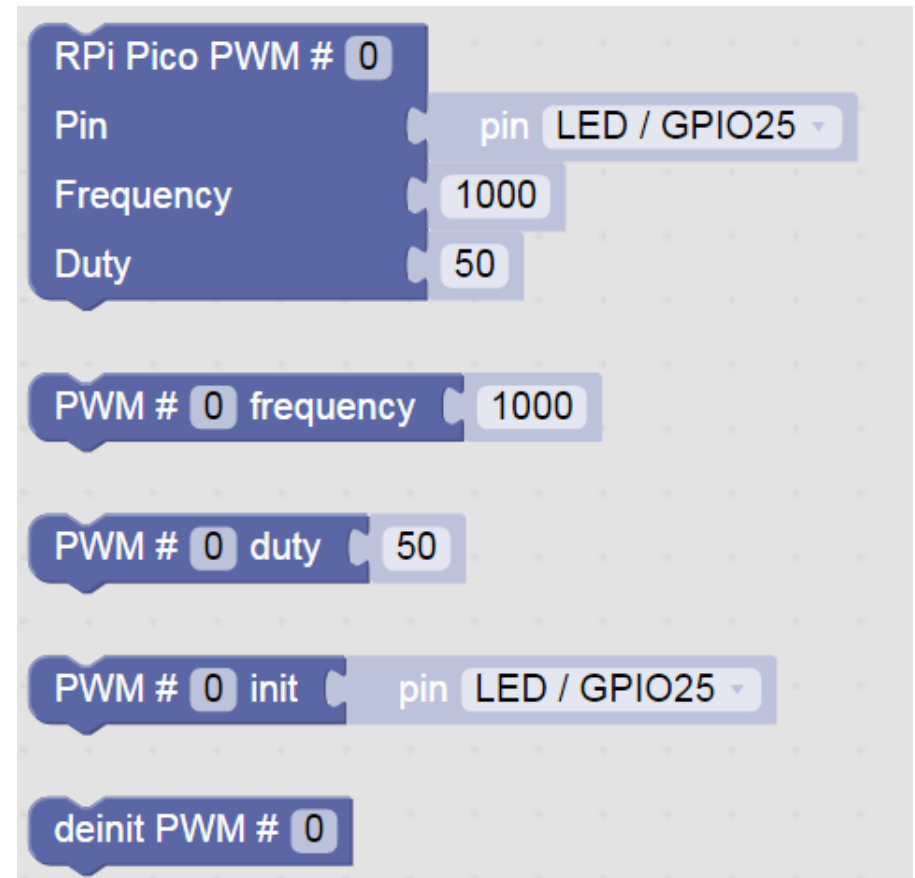 RPi Pico PWM # 0
Pin pin LED / GPIO25
Frequency 1000
Duty 50
PWM # 0 frequency 1000
PWM # 0 duty 50
PWM # 0 init pin LED / GPIO25
deinit PWM # 0